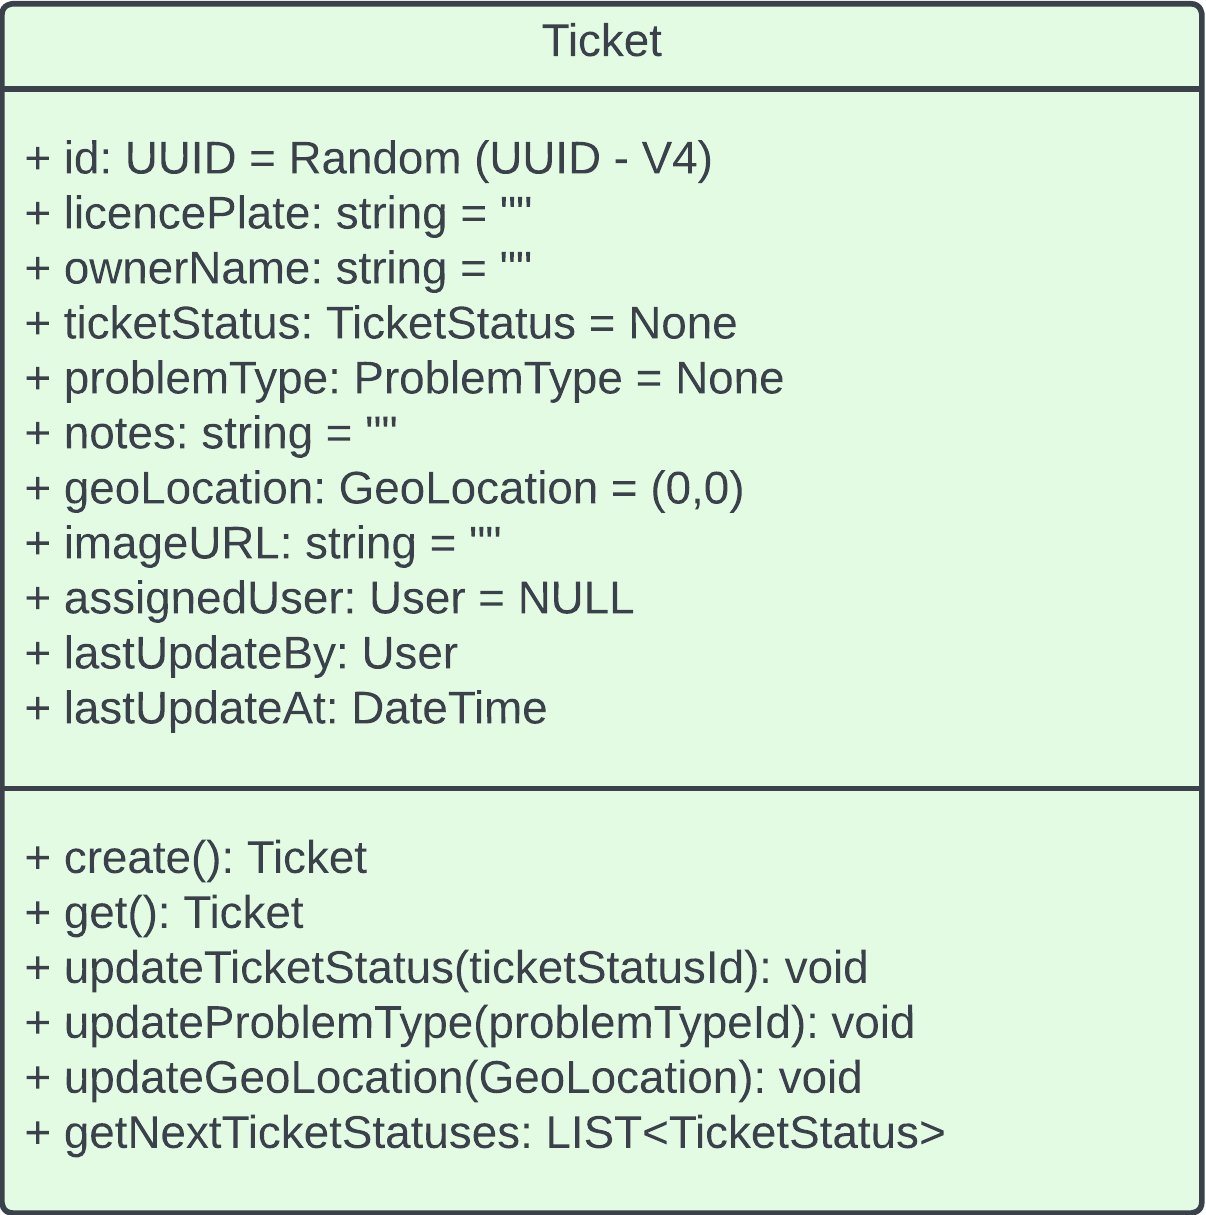 Ticket
+ id: UUID = Random (UUID - V4)
+ licencePlate: string = ""
+ ownerName: string = ""
+ ticketStatus: TicketStatus = None
+ problemType: ProblemType = None
+ notes: string = ""
+ geoLocation: GeoLocation = (0,0)
+ imageURL: string = ""
+ assignedUser: User = NULL
+ lastUpdateBy: User
+ lastUpdateAt: DateTime
+ create(): Ticket
+ get(): Ticket
+ updateTicketStatus(ticketStatusId): void
+ updateProblemType(problemTypeId): void
+ updateGeoLocation(GeoLocation): void
+ getNextTicketStatuses: LIST<TicketStatus>